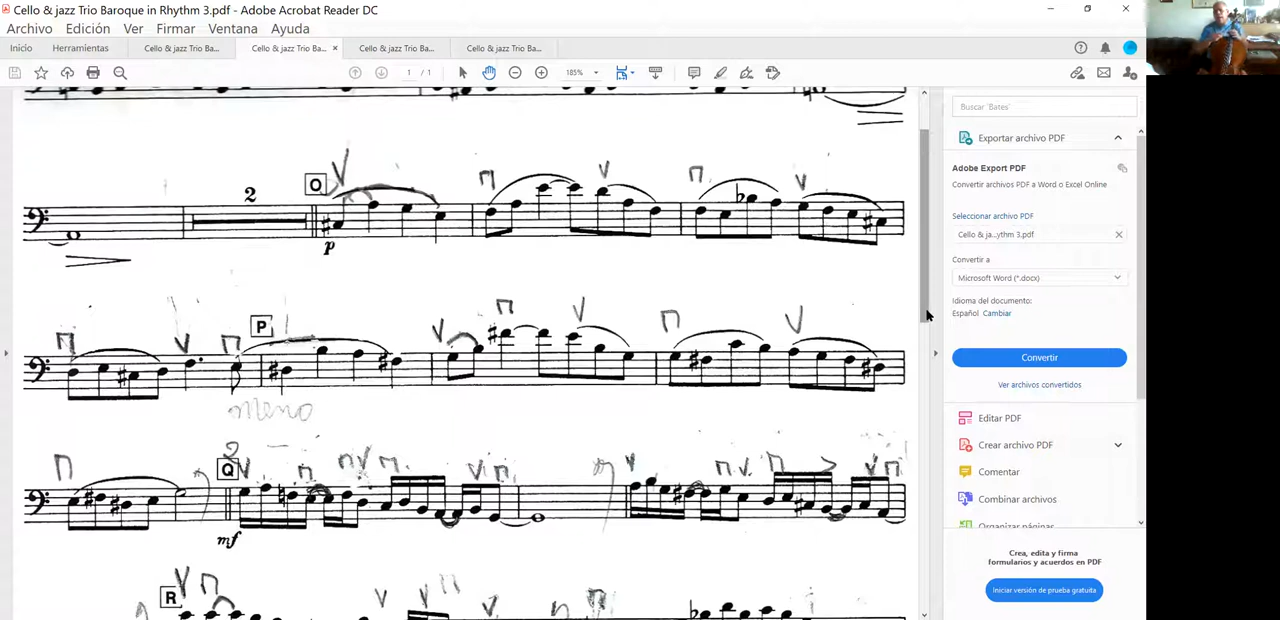 Cello & jazz Trio Baroque in Rhythm 3.pdf - Adobe Acrobat Reader DC
Archivo Edición Ver Firmar Ventana Ayuda
Inicio Herramientas Cello & jazz Trio Ba... Cello & jazz Trio Ba... × Cello & jazz Trio Ba... Cello & jazz Trio Ba...
1 / 1 185%
Buscar 'Bates'
Exportar archivo PDF
Adobe Export PDF
Convertir archivos PDF a Word o Excel Online
Seleccionar archivo PDF
Cello & ja...ythm 3.pdf
Convertir a
Microsoft Word (*.docx)
Idioma del documento:
Español Cambiar
Convertir
Ver archivos convertidos
Editar PDF
Crear archivo PDF
Comentar
Combinar archivos
Organizar páginas
Crea, edita y firma
formularios y acuerdos en PDF
Iniciar versión de prueba gratuita
2 O
p
P
meno
Q
mf
R